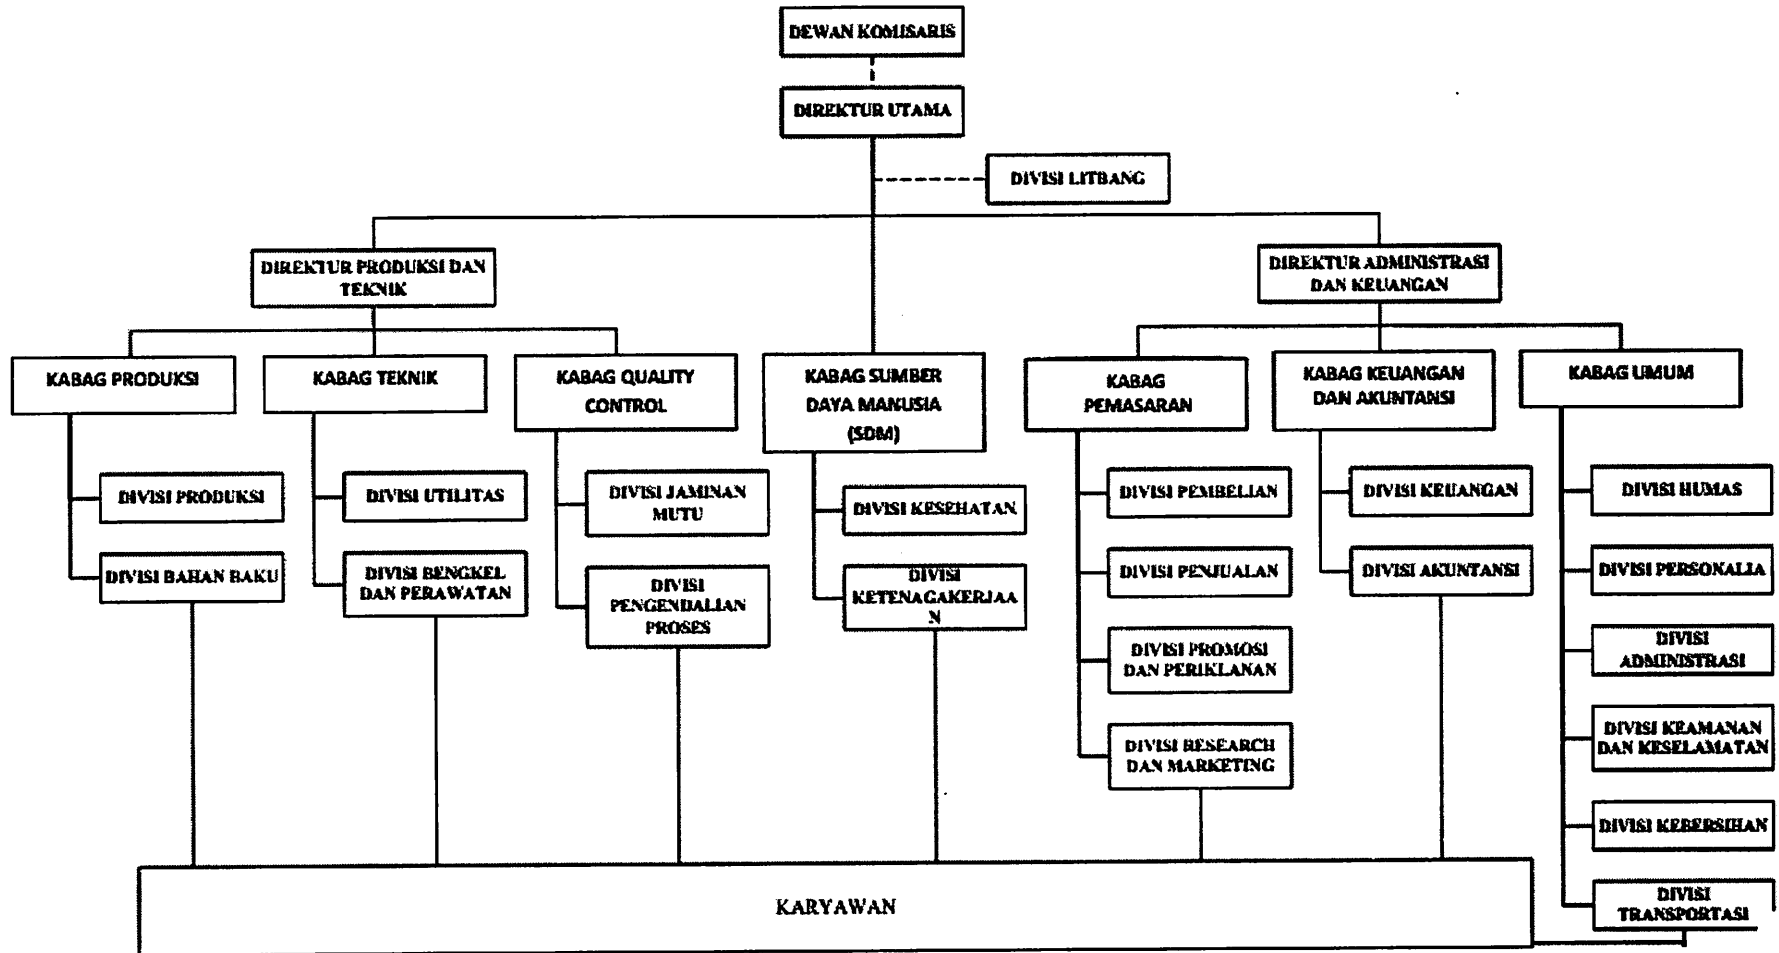 DEWAN KOMISARIS
DIREKTUR UTAMA
DIVISI LITBANG
DIREKTUR PRODUKSI DAN
TEKNIK
DIREKTUR ADMINISTRASI
DAN KEUANGAN
KABAG PRODUKSI
KABAG TEKNIK
KABAG QUALITY
CONTROL
KABAG SUMBER
DAYA MANUSIA
(SDM)
KABAG
PEMASARAN
KABAG KEUANGAN
DAN AKUNTANSI
KABAG UMUM
DIVISI PRODUKSI
DIVISI BAHAN BAKU
DIVISI UTILITAS
DIVISI BENGKEL
DAN PERAWATAN
DIVISI JAMINAN
MUTU
DIVISI
PENGENDALIAN
PROSES
DIVISI KESEHATAN
DIVISI
KETENAGAKERJAA
N
DIVISI PEMBELIAN
DIVISI PENJUALAN
DIVISI PROMOSI
DAN PERIKLANAN
DIVISI RESEARCH
DAN MARKETING
DIVISI KEUANGAN
DIVISI AKUNTANSI
DIVISI HUMAS
DIVISI PERSONALIA
DIVISI
ADMINISTRASI
DIVISI KEAMANAN
DAN KESELAMATAN
DIVISI KEBERSIHAN
DIVISI
TRANSPORTASI
KARYAWAN